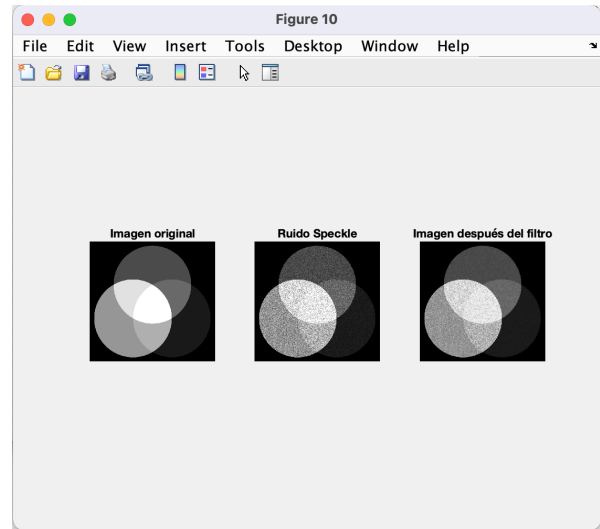 Figure 10
File Edit View Insert Tools Desktop Window Help
Imagen original Ruido Speckle Imagen después del filtro